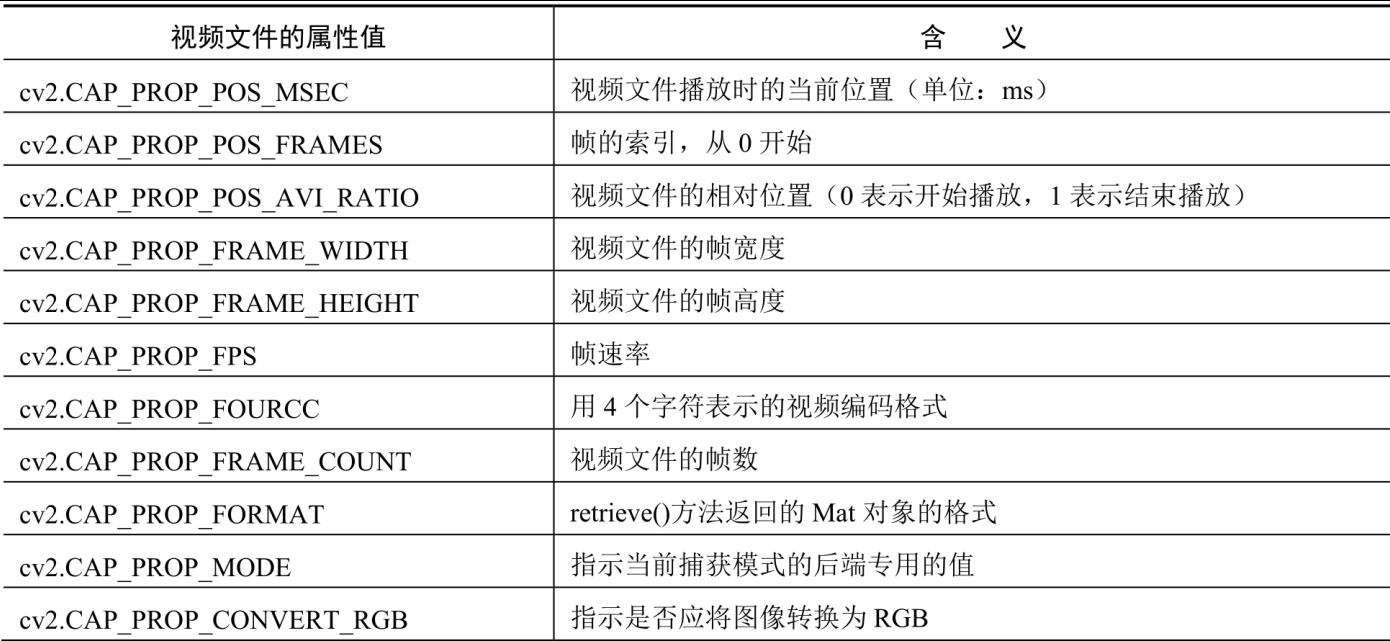 视频文件的属性值 含 义
cv2.CAP_PROP_POS_MSEC 视频文件播放时的当前位置（单位：ms）
cv2.CAP_PROP_POS_FRAMES 帧的索引，从 0 开始
cv2.CAP_PROP_POS_AVI_RATIO 视频文件的相对位置（0 表示开始播放，1 表示结束播放）
cv2.CAP_PROP_FRAME_WIDTH 视频文件的帧宽度
cv2.CAP_PROP_FRAME_HEIGHT 视频文件的帧高度
cv2.CAP_PROP_FPS 帧速率
cv2.CAP_PROP_FOURCC 用 4 个字符表示的视频编码格式
cv2.CAP_PROP_FRAME_COUNT 视频文件的帧数
cv2.CAP_PROP_FORMAT retrieve()方法返回的 Mat 对象的格式
cv2.CAP_PROP_MODE 指示当前捕获模式的后端专用的值
cv2.CAP_PROP_CONVERT_RGB 指示是否应将图像转换为 RGB